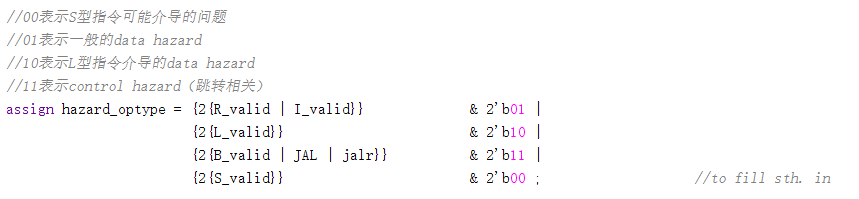 //00表示S型指令可能介导的问题
//01表示一般的data hazard
//10表示L型指令介导的data hazard
//11表示control hazard（跳转相关）
assign hazard_optype = {2{R_valid | I_valid}} & 2'b01 |
{2{L_valid}} & 2'b10 |
{2{B_valid | JAL | jalr}} & 2'b11 |
{2{S_valid}} & 2'b00 ; //to fill sth. in